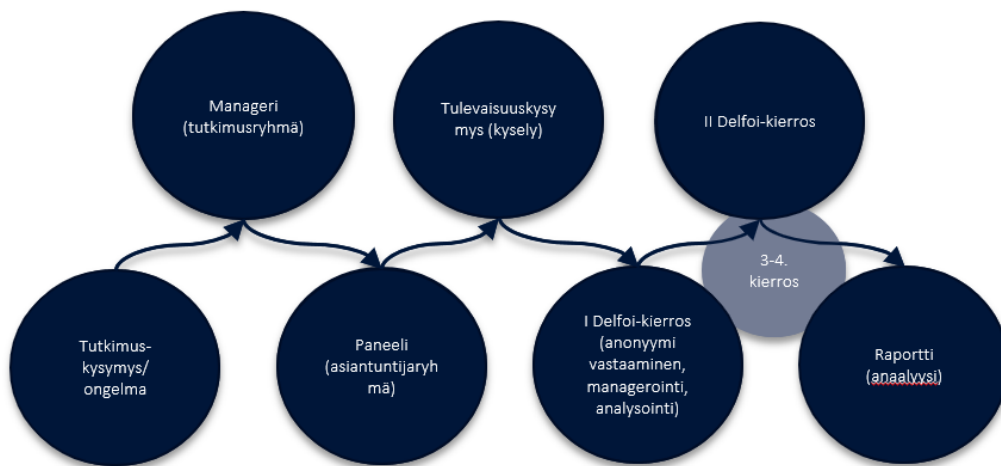 Manageri
(tutkimusryhmä)
Tulevaisuuskysy
mys (kysely)
II Delfoi-kierros
3-4.
kierros
Tutkimus-
kysymys/
ongelma
Paneeli
(asiantuntijaryh
mä)
I Delfoi-kierros
(anonyymi
vastaaminen,
managerointi,
analysointi)
Raportti
(anaalyysi)